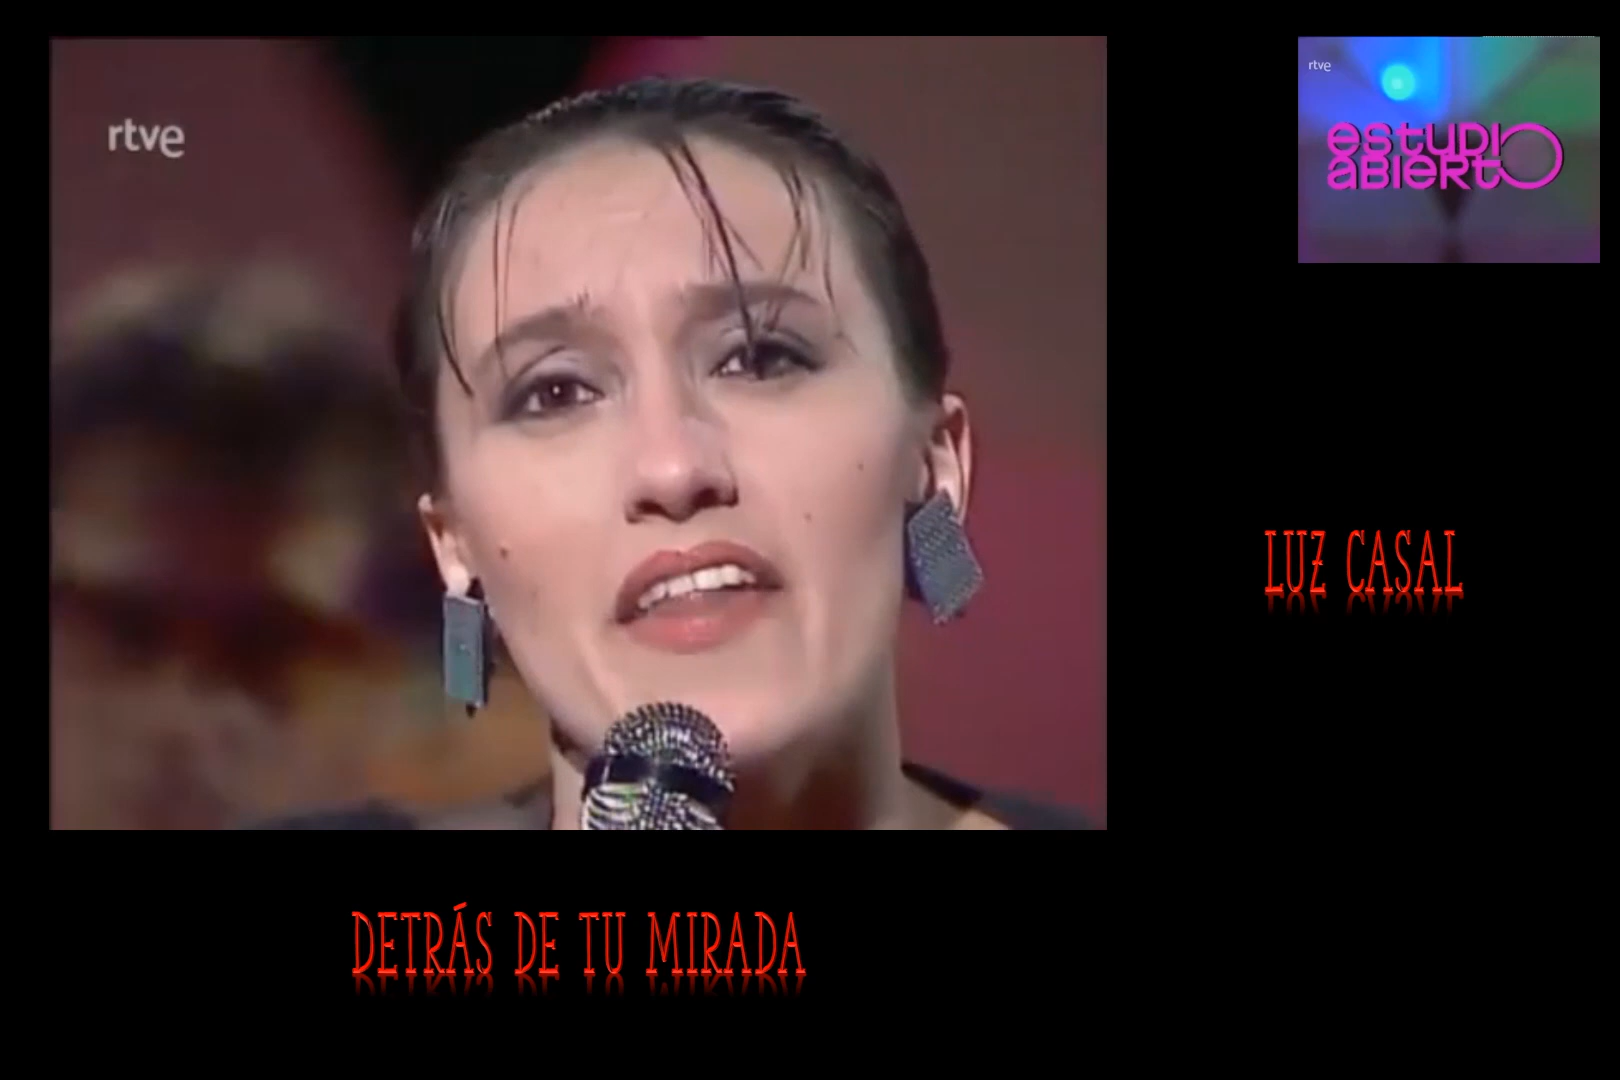 rtve
rtve
estudio
abierto
LUZ CASAL
DETRÁS DE TU MIRADA